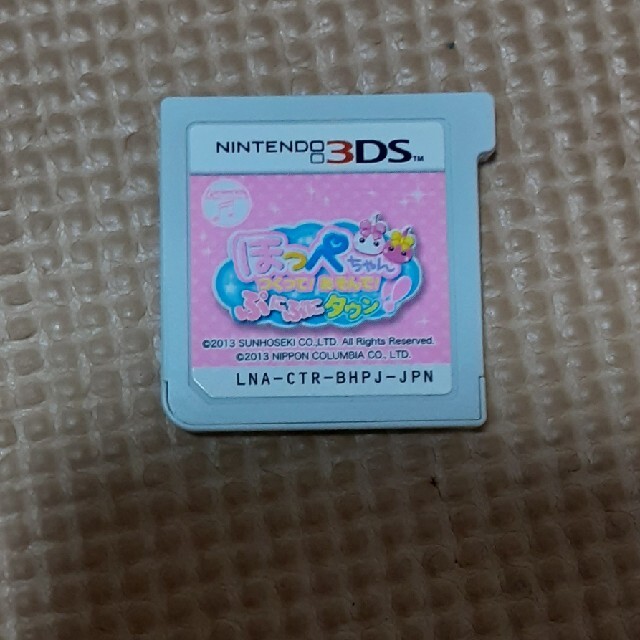 NINTENDO 3DS™
ほっぺちゃん
つくって!あそんで!
ぷにぷにタウン!!
©2013 SUNHOSEKI CO.,LTD. All Rights Reserved.
©2013 NIPPON COLUMBIA CO., LTD.
LNA-CTR-BHPJ-JPN